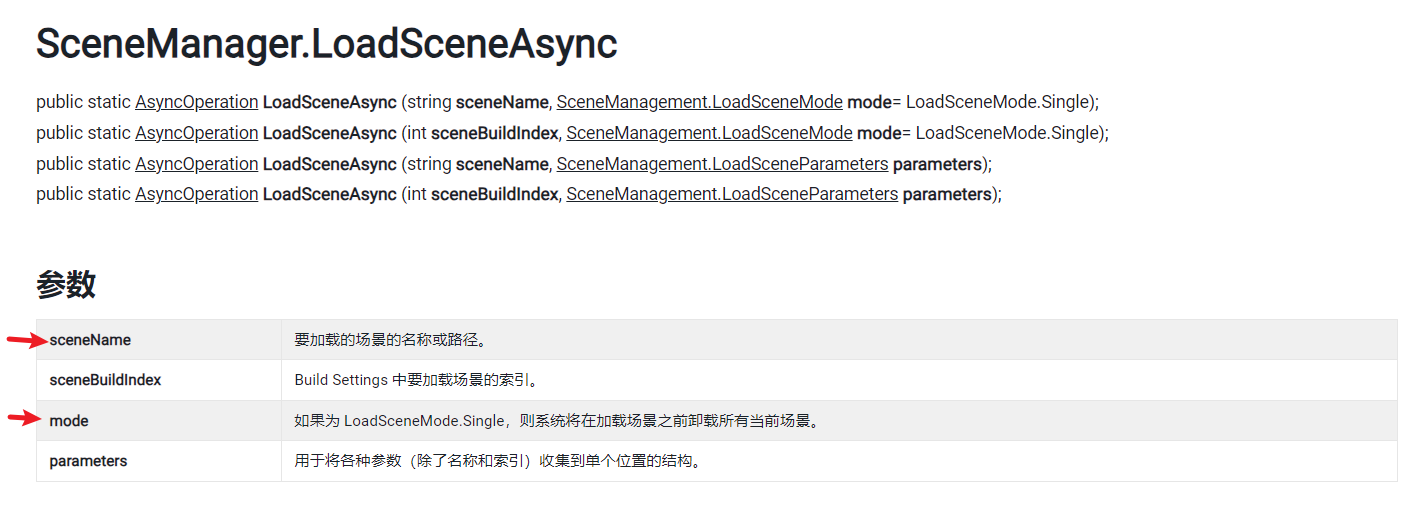 SceneManager.LoadSceneAsync
public static AsyncOperation LoadSceneAsync (string sceneName, SceneManagement.LoadSceneMode mode= LoadSceneMode.Single);
public static AsyncOperation LoadSceneAsync (int sceneBuildIndex, SceneManagement.LoadSceneMode mode= LoadSceneMode.Single);
public static AsyncOperation LoadSceneAsync (string sceneName, SceneManagement.LoadSceneParameters parameters);
public static AsyncOperation LoadSceneAsync (int sceneBuildIndex, SceneManagement.LoadSceneParameters parameters);
参数
sceneName 要加载的场景的名称或路径。
sceneBuildIndex Build Settings 中要加载场景的索引。
mode 如果为 LoadSceneMode.Single，则系统将在加载场景之前卸载所有当前场景。
parameters 用于将各种参数（除了名称和索引）收集到单个位置的结构。